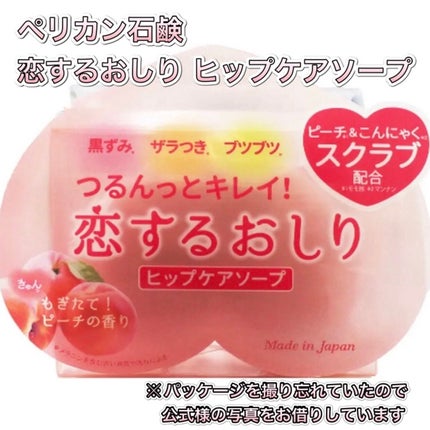 ペリカン石鹸
恋するおしり ヒップケアソープ
黒ずみ、ザラつき、ブツブツ、
つるんっとキレイ!
恋するおしり
ヒップケアソープ
ピーチ&こんにゃく
スクラブ
配合
きゅん
もぎたて!
ピーチの香り
Made in Japan
※パッケージを撮り忘れていたので
公式様の写真をお借りしています